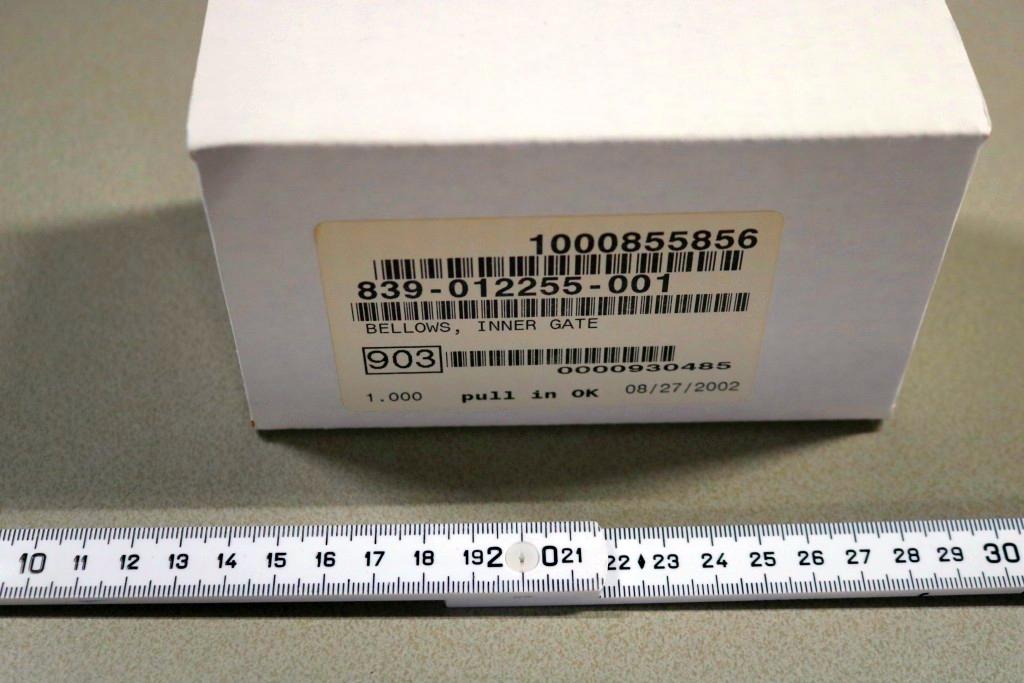 1000855856
839-012255-001
BELLOWS, INNER GATE
903
0000930485
1.000 pull in OK 08/27/2002
10 11 12 13 14 15 16 17 18 19 20 21 22 23 24 25 26 27 28 29 30